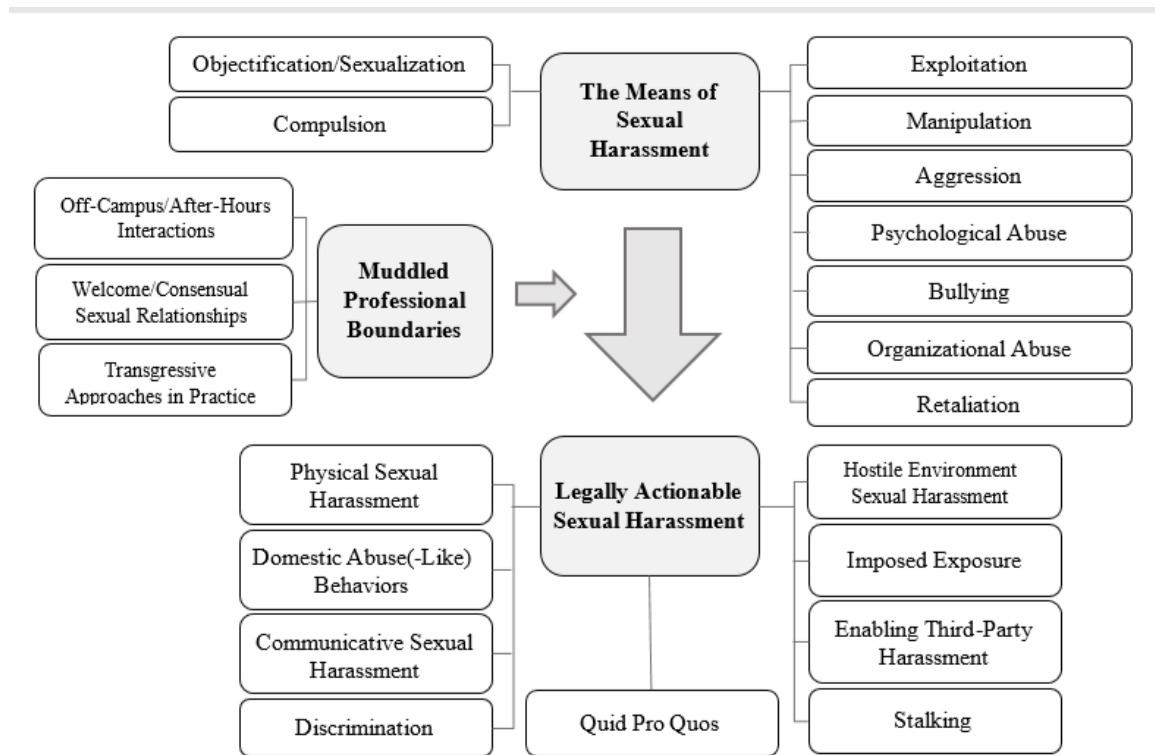 Objectification/Sexualization
Compulsion
The Means of
Sexual
Harassment
Exploitation
Manipulation
Aggression
Psychological Abuse
Bullying
Organizational Abuse
Retaliation
Off-Campus/After-Hours
Interactions
Welcome/Consensual
Sexual Relationships
Transgressive
Approaches in Practice
Muddled
Professional
Boundaries
Physical Sexual
Harassment
Domestic Abuse(-Like)
Behaviors
Communicative Sexual
Harassment
Discrimination
Legally Actionable
Sexual Harassment
Quid Pro Quos
Hostile Environment
Sexual Harassment
Imposed Exposure
Enabling Third-Party
Harassment
Stalking